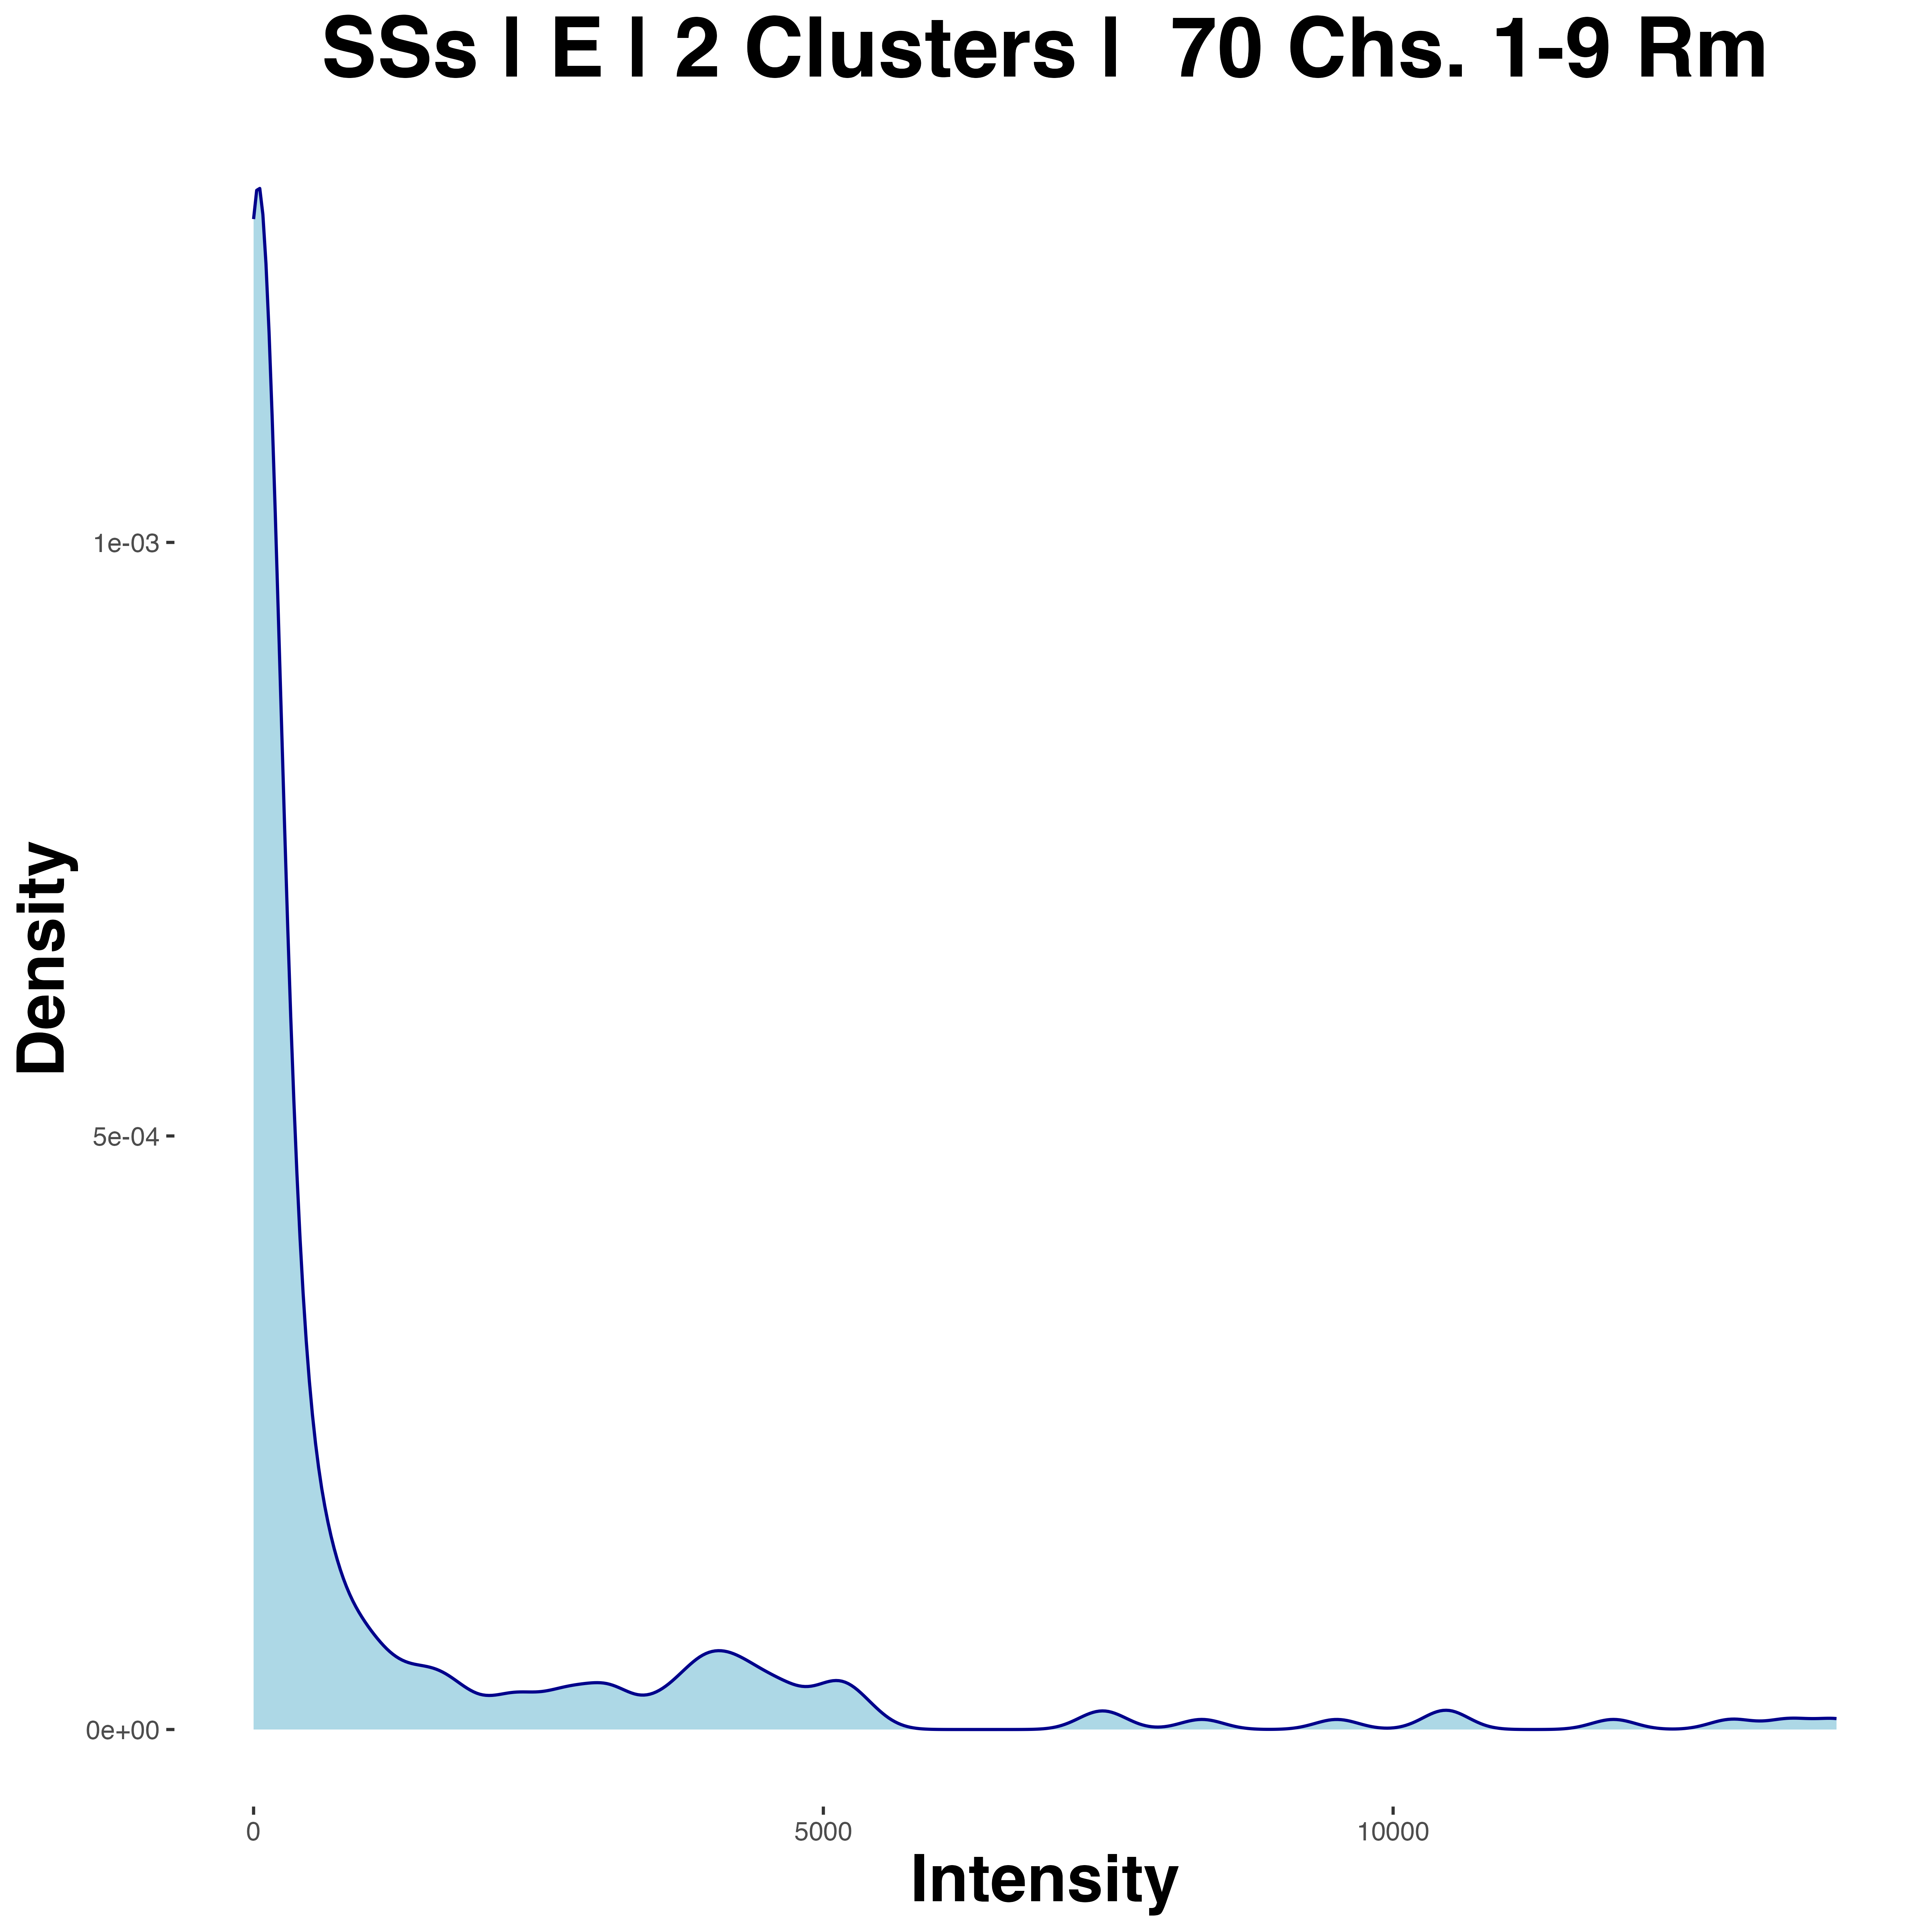 SSs | E | 2 Clusters |  70 Chs. 1-9 Rm
1e-03
5e-04
0e+00
Density
0 5000 10000
Intensity